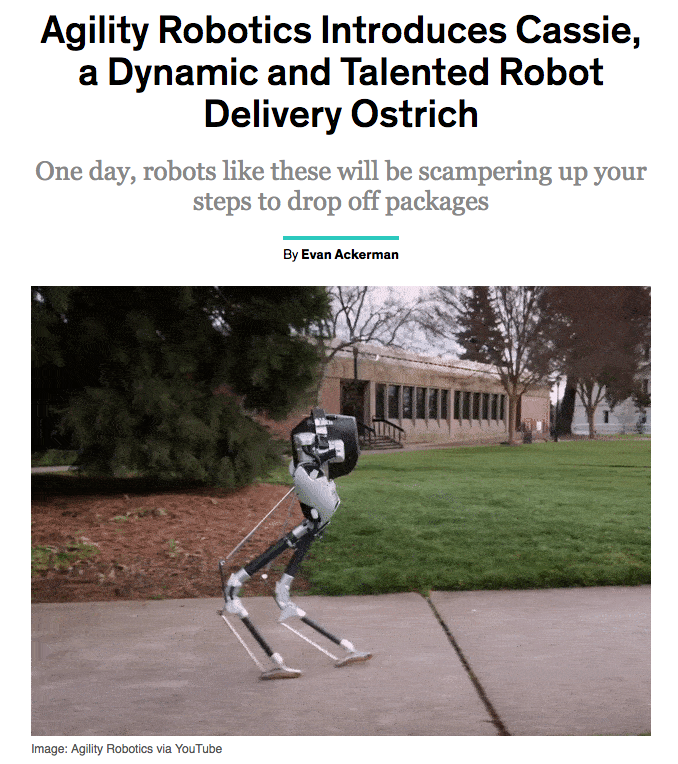 Agility Robotics Introduces Cassie,
a Dynamic and Talented Robot
Delivery Ostrich
One day, robots like these will be scampering up your
steps to drop off packages
By Evan Ackerman
Image: Agility Robotics via YouTube